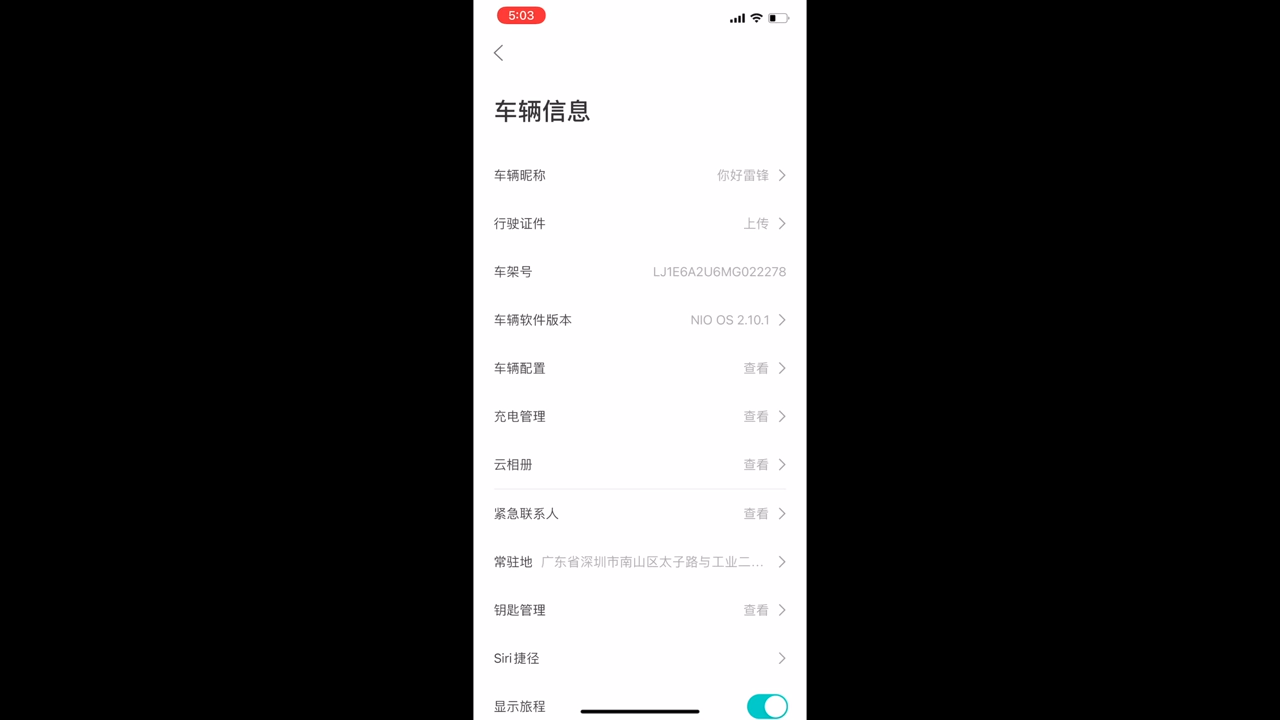 5:03
车辆信息
车辆昵称 你好雷锋
行驶证件 上传
车架号 LJ1E6A2U6MG022278
车辆软件版本 NIO OS 2.10.1
车辆配置 查看
充电管理 查看
云相册 查看
紧急联系人 查看
常驻地 广东省深圳市南山区太子路与工业二...
钥匙管理 查看
Siri捷径
显示旅程